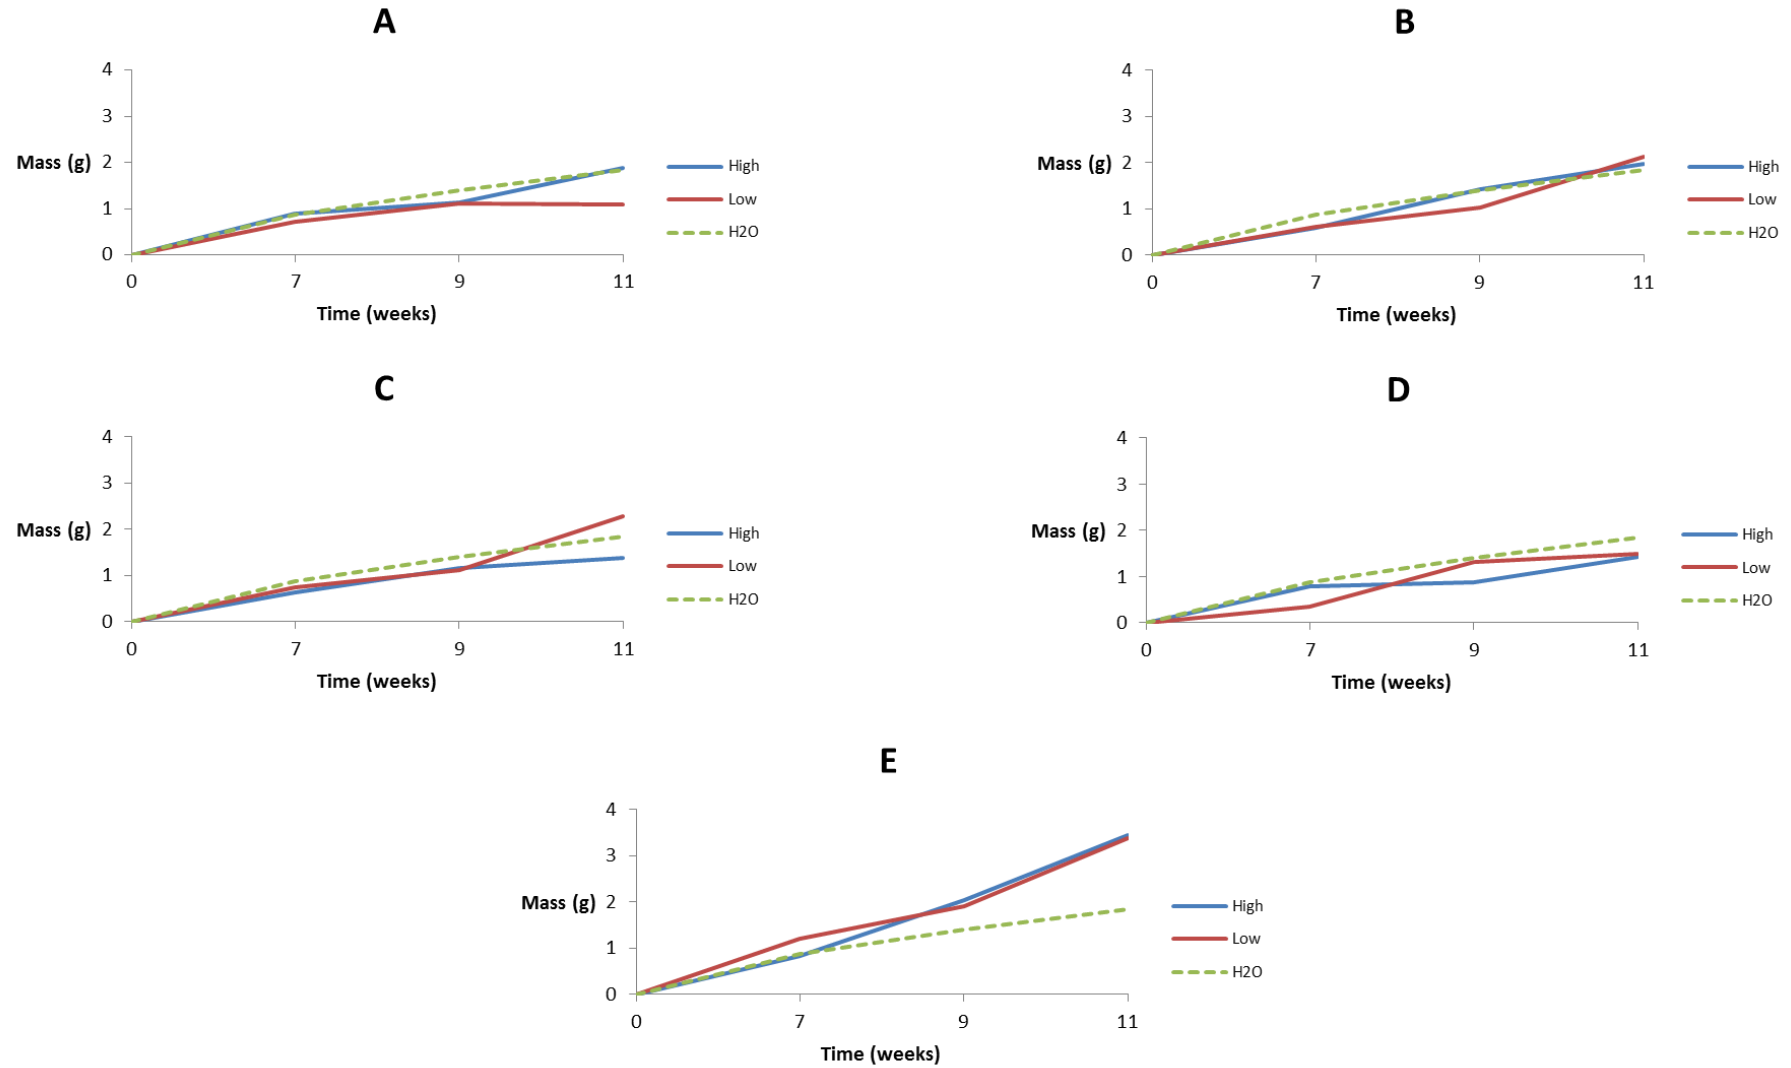 A
4
3
Mass (g) 2
1
0
0 7 9 11
Time (weeks)
High
Low
H2O
B
4
3
Mass (g) 2
1
0
0 7 9 11
Time (weeks)
High
Low
H2O
C
4
3
Mass (g) 2
1
0
0 7 9 11
Time (weeks)
High
Low
H2O
D
4
3
Mass (g) 2
1
0
0 7 9 11
Time (weeks)
High
Low
H2O
E
4
3
Mass (g) 2
1
0
0 7 9 11
Time (weeks)
High
Low
H2O